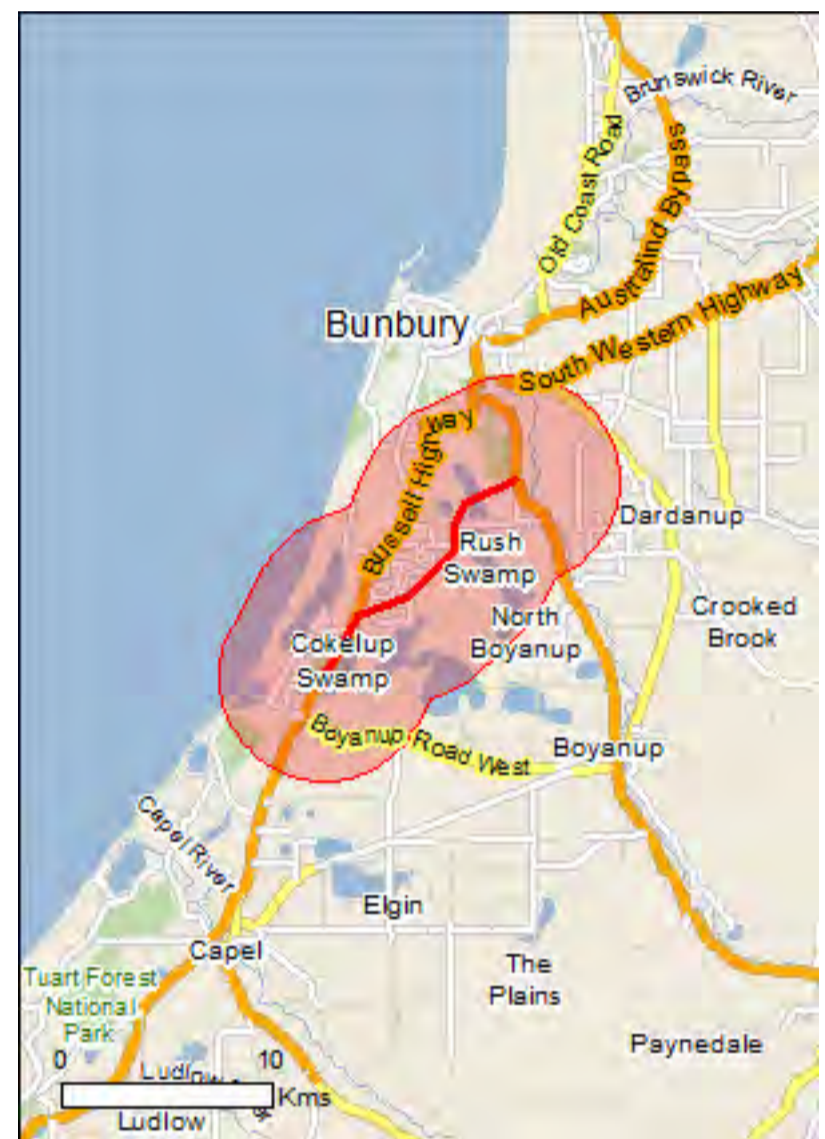 Brunswick River
Old Coast Road
Australind Bypass
South Western Highway
Bunbury
Bussell Highway
Dardanup
Rush
Swamp
North
Boyanup
Crooked
Brook
Cokelup
Swamp
Boyanup Road West
Boyanup
Capel River
Elgin
Capel
The
Plains
Tuart Forest
National
Park
Paynedale
0 10
Kms
Ludlow